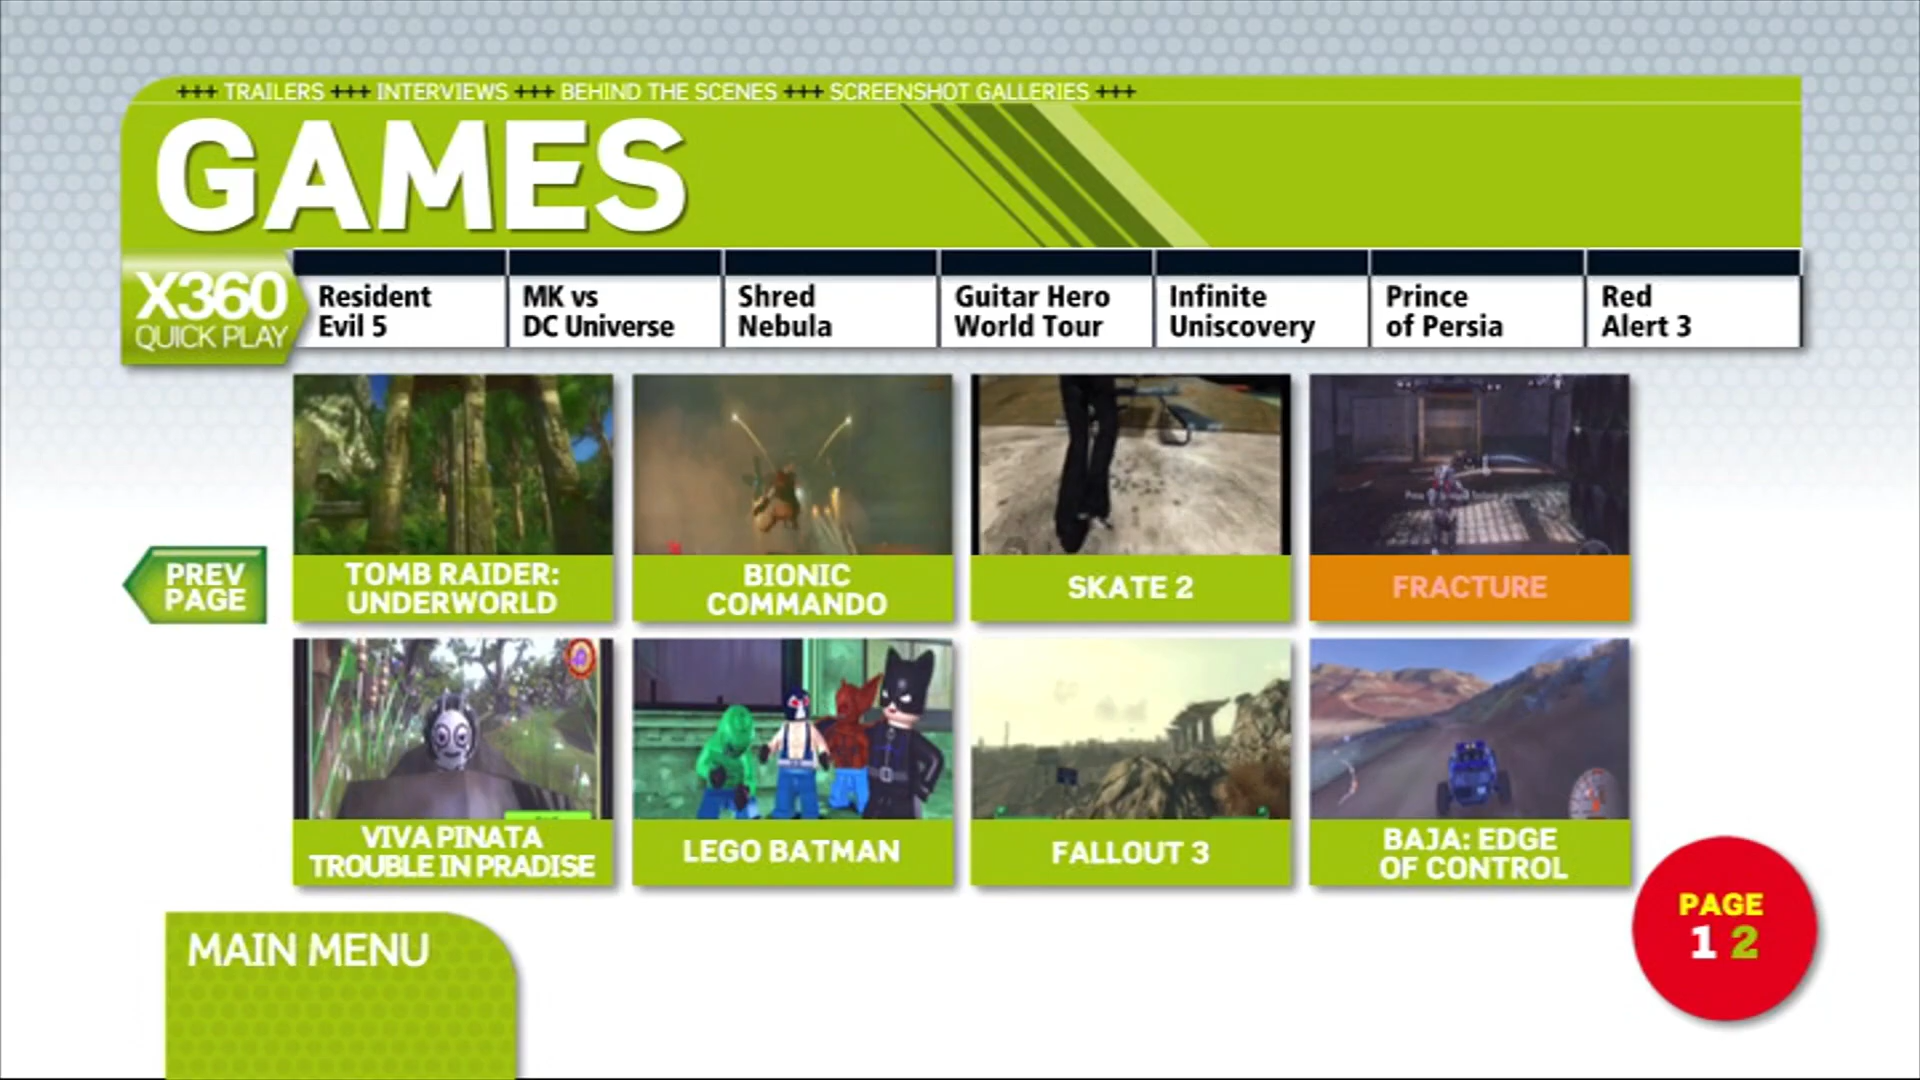 +++ TRAILERS +++ INTERVIEWS +++ BEHIND THE SCENES +++ SCREENSHOT GALLERIES +++
GAMES
X360
QUICK PLAY
Resident
Evil 5
MK vs
DC Universe
Shred
Nebula
Guitar Hero
World Tour
Infinite
Uniscovery
Prince
of Persia
Red
Alert 3
TOMB RAIDER:
UNDERWORLD
BIONIC
COMMANDO
SKATE 2
FRACTURE
PREV
PAGE
VIVA PINATA
TROUBLE IN PRADISE
LEGO BATMAN
FALLOUT 3
BAJA: EDGE
OF CONTROL
MAIN MENU
PAGE
1 2